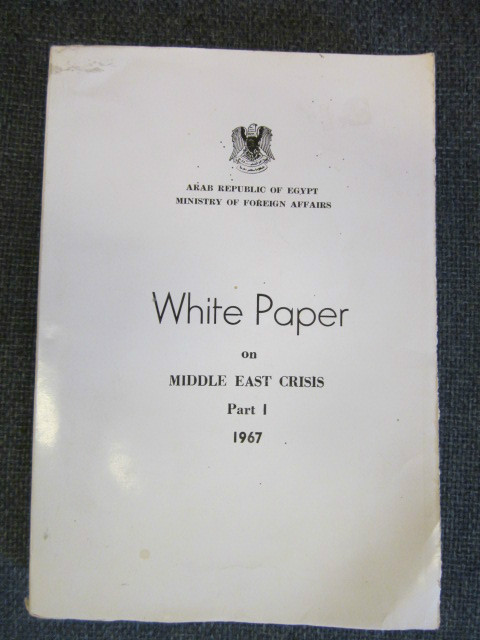 ARAB REPUBLIC OF EGYPT
MINISTRY OF FOREIGN AFFAIRS
White Paper
on
MIDDLE EAST CRISIS
Part I
1967